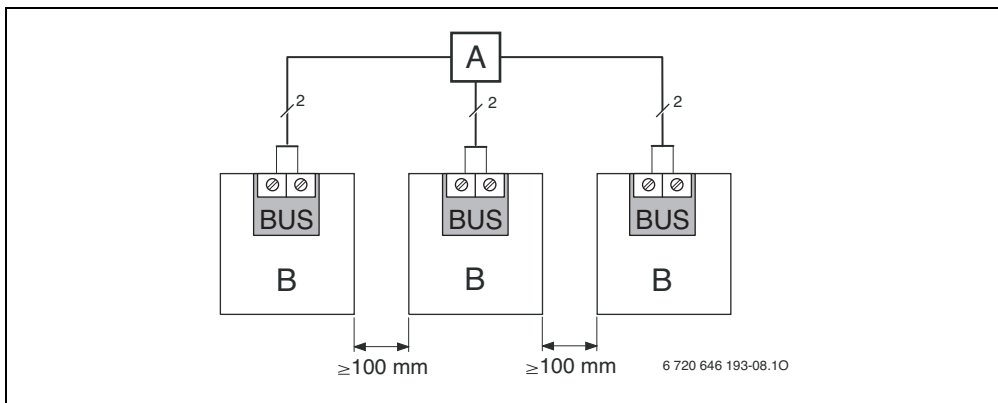 A
2 2 2
BUS BUS BUS
B B B
≥100 mm ≥100 mm
6 720 646 193-08.1O